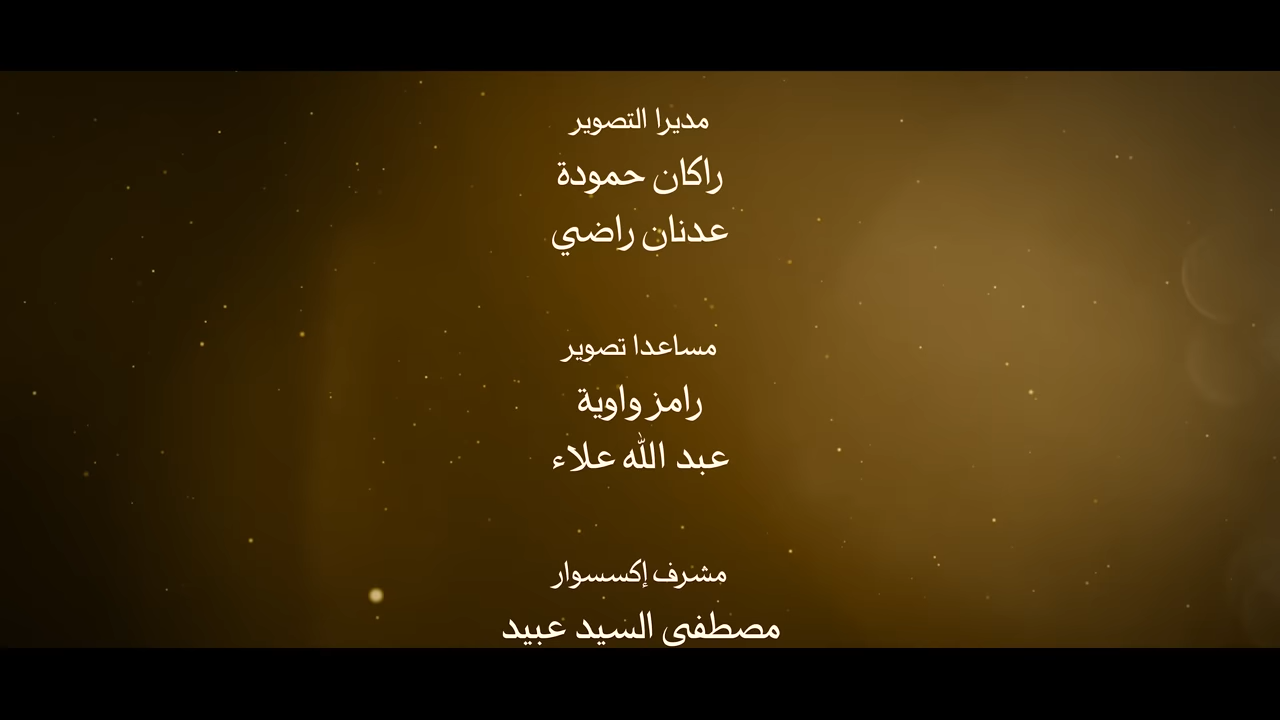 مديرا التصوير
راكان حمودة
عدنان راضي
مساعدا تصوير
رامز واوية
عبد الله علاء
مشرف إكسسوار
مصطفى السيد عبيد